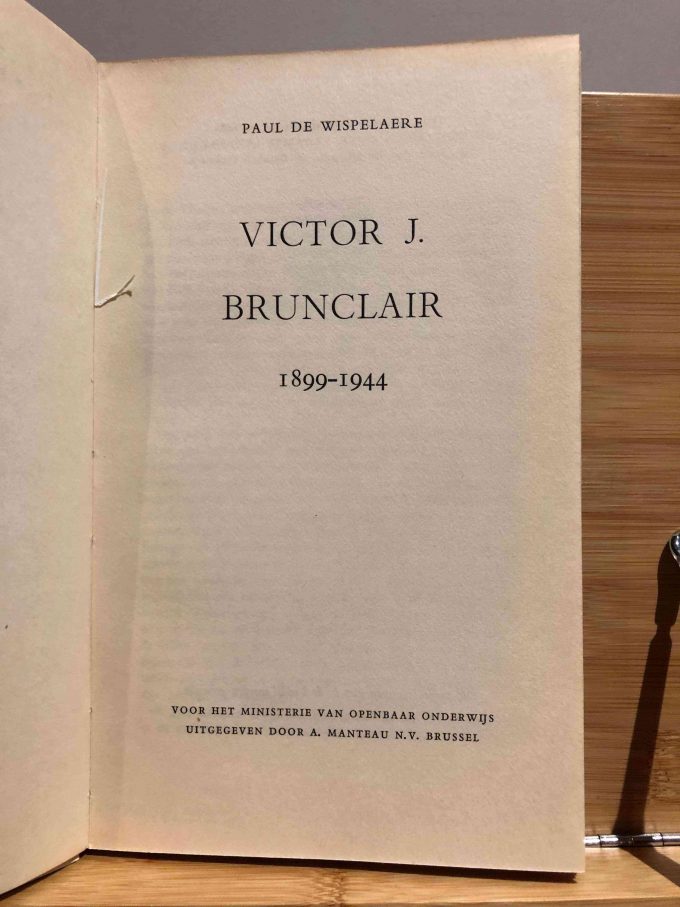 PAUL DE WISPELAERE
VICTOR J.
BRUNCLAIR
1899-1944
VOOR HET MINISTERIE VAN OPENBAAR ONDERWIJS
UITGEGEVEN DOOR A. MANTEAU N.V. BRUSSEL